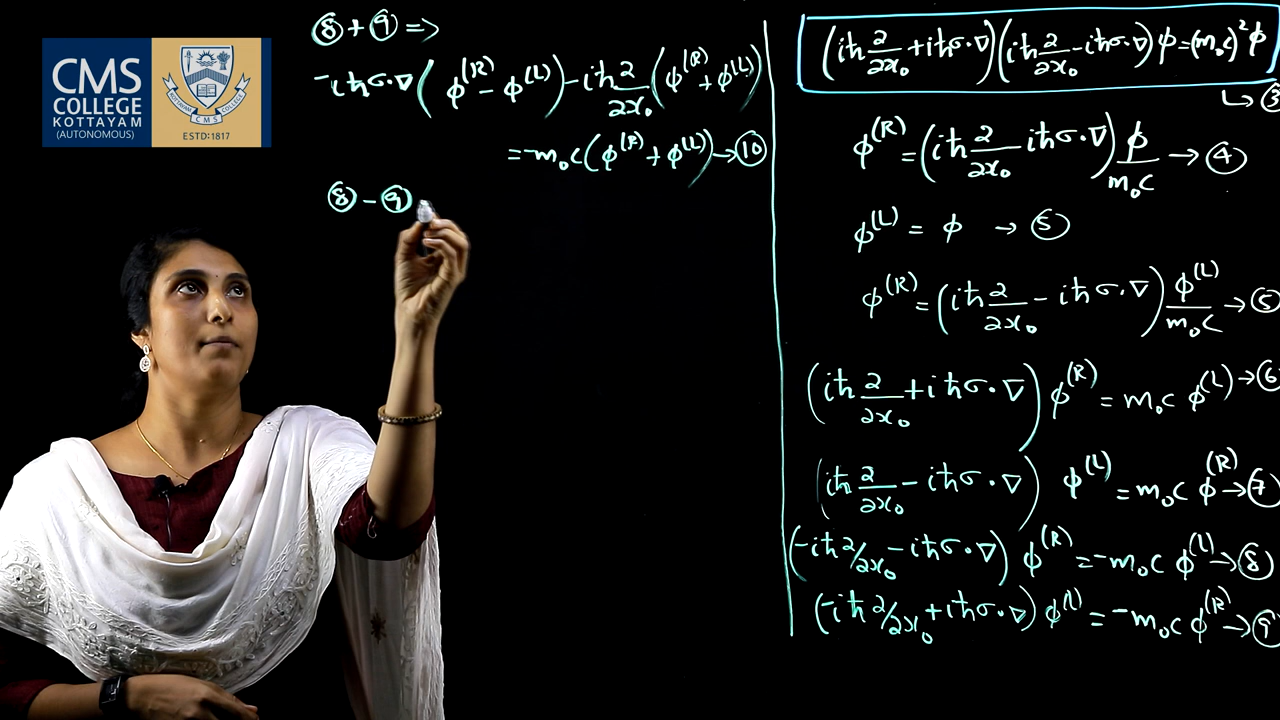 CMS
COLLEGE
KOTTAYAM
(AUTONOMOUS)
CMS
ESTD:1817
⑧ + ⑨ =>
-iħσ·∇(ϕ^(R) - ϕ^(L)) - iħ ∂/∂x₀ (ϕ^(R) + ϕ^(L))
= -m₀c(ϕ^(R) + ϕ^(L)) → ⑩
⑧ - ⑨
(iħ ∂/∂x₀ + iħσ·∇)(iħ ∂/∂x₀ - iħσ·∇)ϕ = (m₀c)²ϕ
↳ ③
ϕ^(R) = (iħ ∂/∂x₀ - iħσ·∇) ϕ/m₀c → ④
ϕ^(L) = ϕ → ⑤
ϕ^(R) = (iħ ∂/∂x₀ - iħσ·∇) ϕ^(L)/m₀c → ⑤
(iħ ∂/∂x₀ + iħσ·∇) ϕ^(R) = m₀c ϕ^(L) → ⑥
(iħ ∂/∂x₀ - iħσ·∇) ϕ^(L) = m₀c ϕ^(R) → ⑦
(-iħ ∂/∂x₀ - iħσ·∇) ϕ^(R) = -m₀c ϕ^(L) → ⑧
(-iħ ∂/∂x₀ + iħσ·∇) ϕ^(L) = -m₀c ϕ^(R) → ⑨